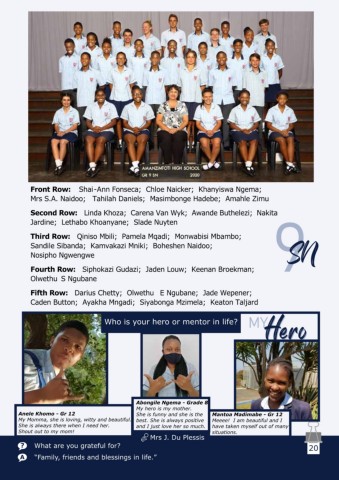 AMANZIMTOTI HIGH SCHOOL
GR 9 SN 2020
Front Row: Shai-Ann Fonseca; Chloe Naicker; Khanyiswa Ngema;
Mrs S.A. Naidoo; Tahilah Daniels; Masimbonge Hadebe; Amahle Zimu
Second Row: Linda Khoza; Carena Van Wyk; Awande Buthelezi; Nakita
Jardine; Lethabo Khoanyane; Slade Nuyten
Third Row: Qiniso Mbili; Pamela Mqadi; Monwabisi Mbambo;
Sandile Sibanda; Kamvakazi Mniki; Boheshen Naidoo;
Nosipho Ngwengwe
9 SN
Fourth Row: Siphokazi Gudazi; Jaden Louw; Keenan Broekman;
Olwethu S Ngubane
Fifth Row: Darius Chetty; Olwethu E Ngubane; Jade Wepener;
Caden Button; Ayakha Mngadi; Siyabonga Mzimela; Keaton Taljard
Who is your hero or mentor in life?
MY Hero
Anele Khomo - Gr 12
My Momma, she is loving, witty and beautiful.
She is always there when I need her.
Shout out to my mom!
Abongile Ngema - Grade 8
My hero is my mother.
She is funny and she is the
best. She is always positive
and I just love her so much.
Mantoa Madimabe - Gr 12
Meeee! I am beautiful and I
have taken myself out of many
situations.
Mrs J. Du Plessis
20
? What are you grateful for?
A "Family, friends and blessings in life."